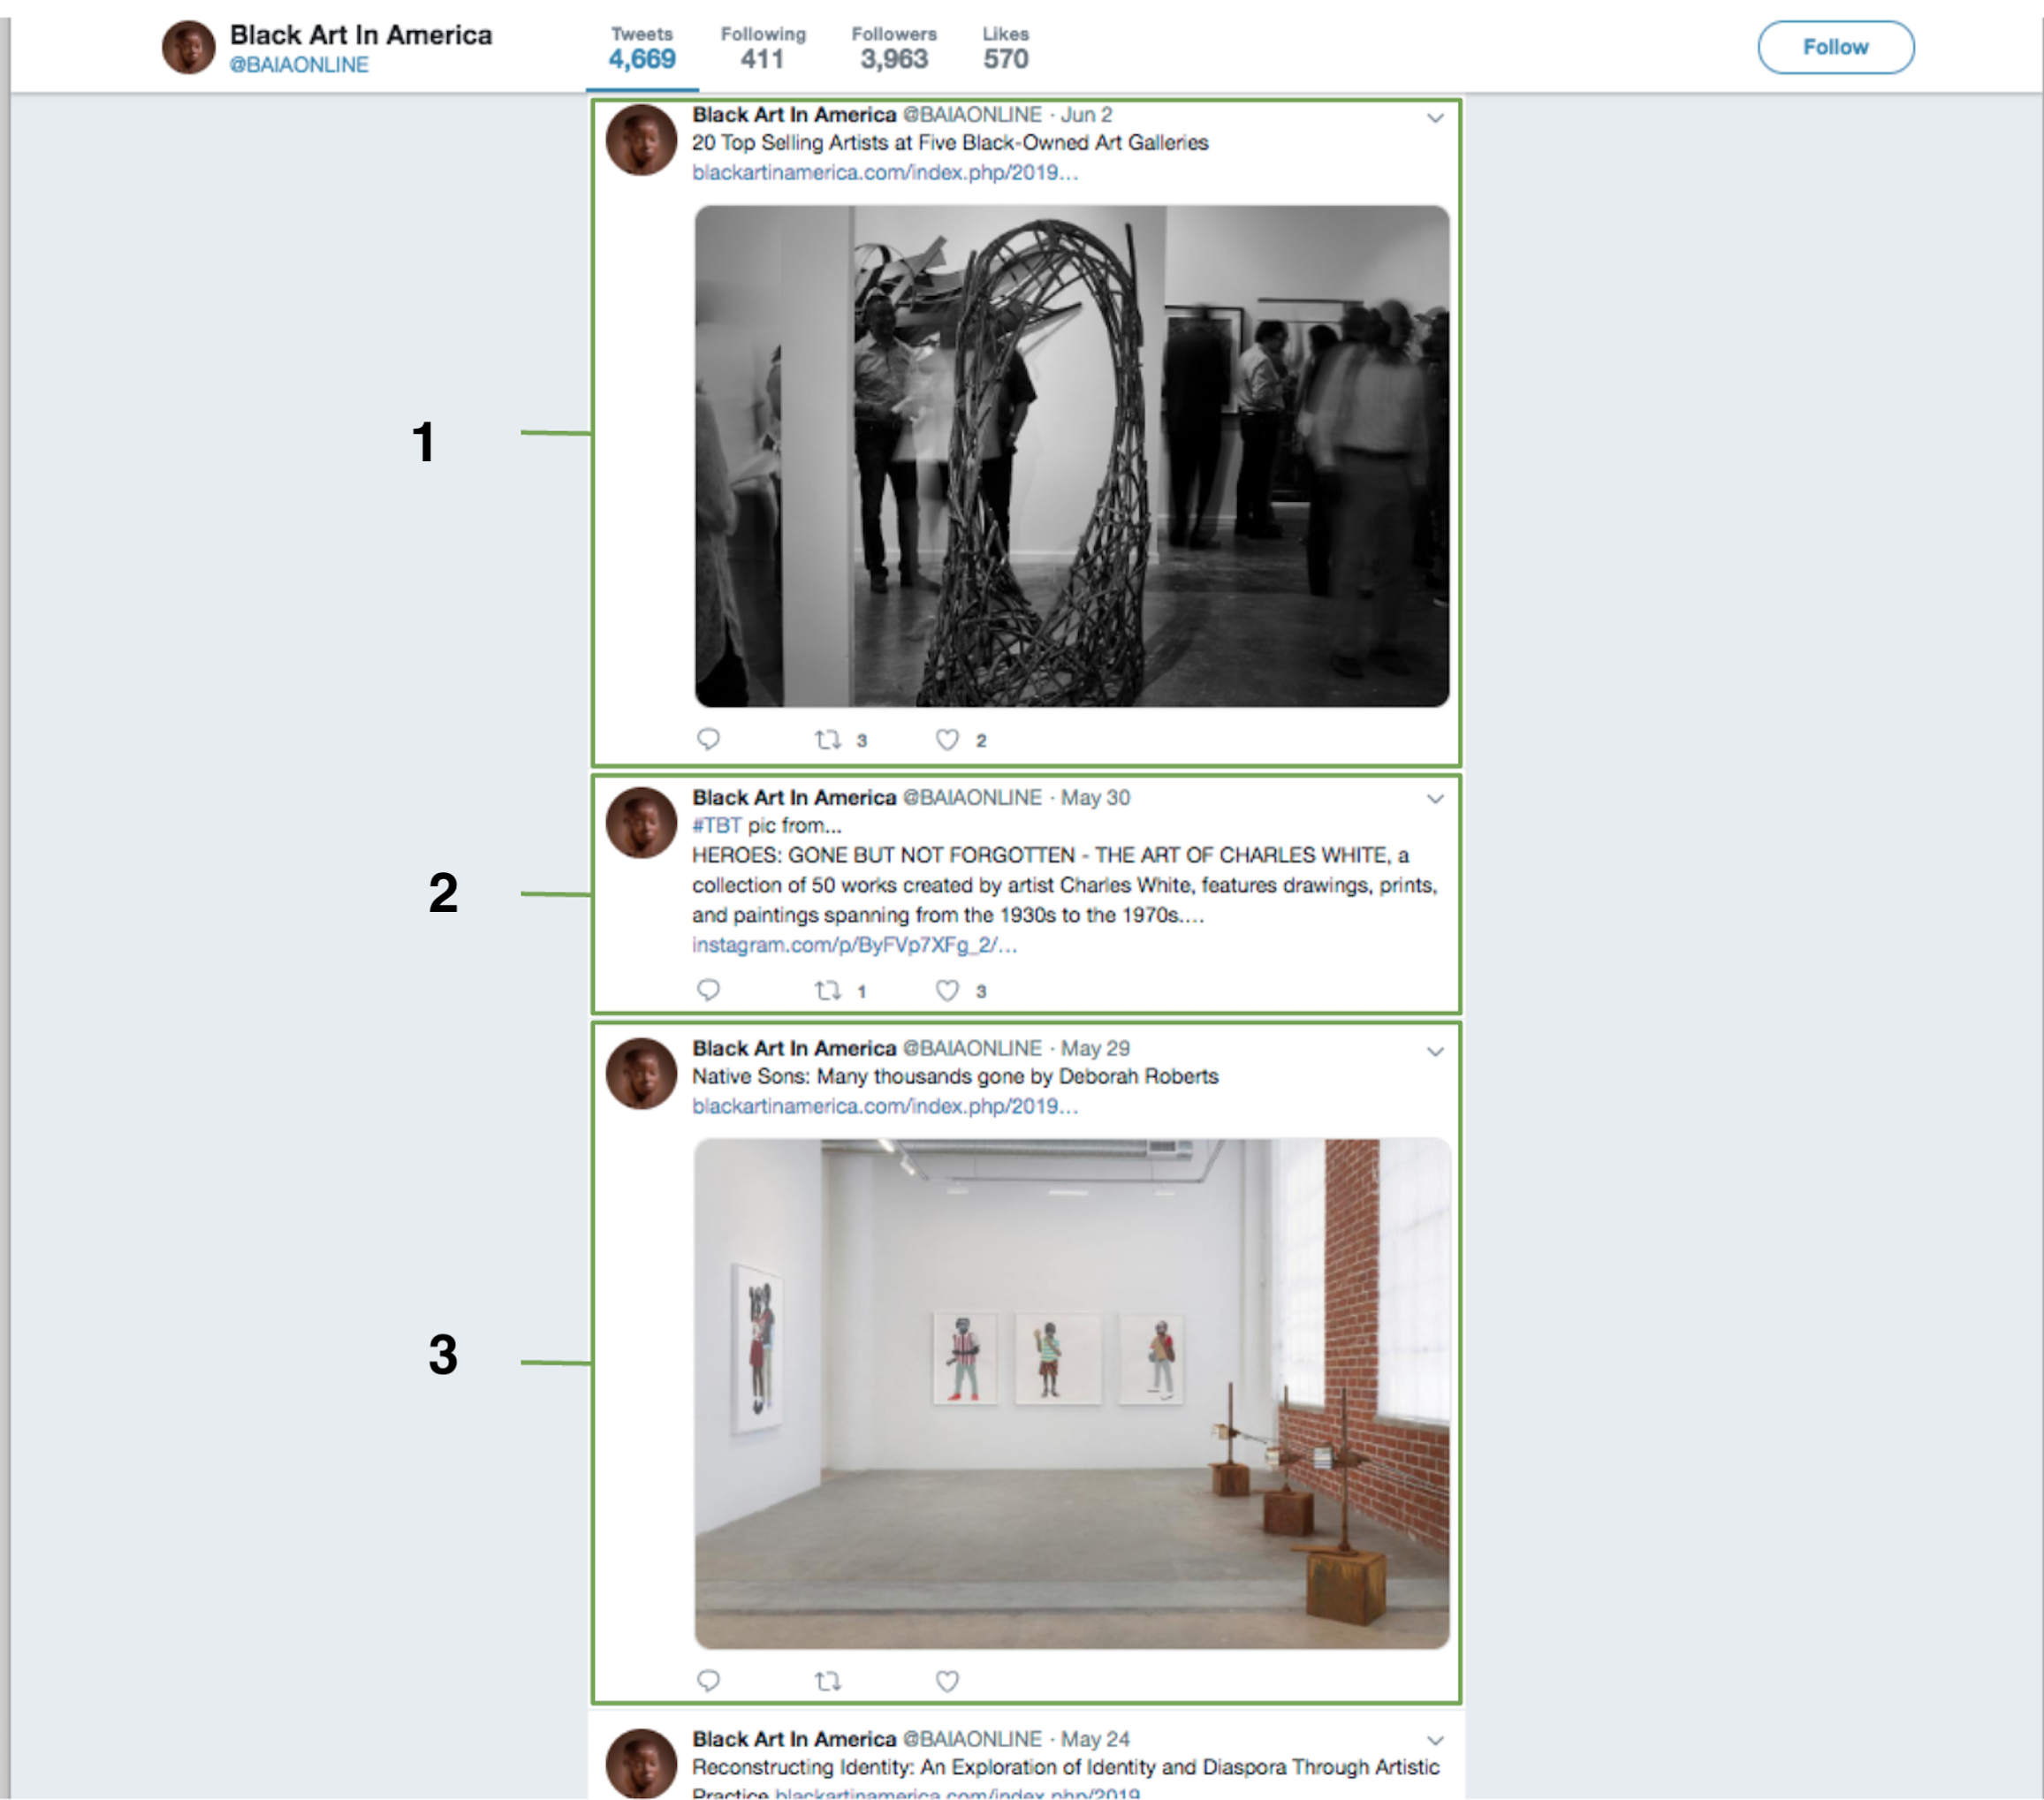 Black Art In America
@BAIAONLINE
Tweets
4,669
Following
411
Followers
3,963
Likes
570
Follow
Black Art In America @BAIAONLINE · Jun 2
20 Top Selling Artists at Five Black-Owned Art Galleries
blackartinamerica.com/index.php/2019...
1
3 2
Black Art In America @BAIAONLINE · May 30
#TBT pic from...
HEROES: GONE BUT NOT FORGOTTEN - THE ART OF CHARLES WHITE, a
collection of 50 works created by artist Charles White, features drawings, prints,
and paintings spanning from the 1930s to the 1970s....
instagram.com/p/ByFVp7XFg_2/...
2
1 3
Black Art In America @BAIAONLINE · May 29
Native Sons: Many thousands gone by Deborah Roberts
blackartinamerica.com/index.php/2019...
3
Black Art In America @BAIAONLINE · May 24
Reconstructing Identity: An Exploration of Identity and Diaspora Through Artistic
Practice blackartinamerica.com/index.php/2019